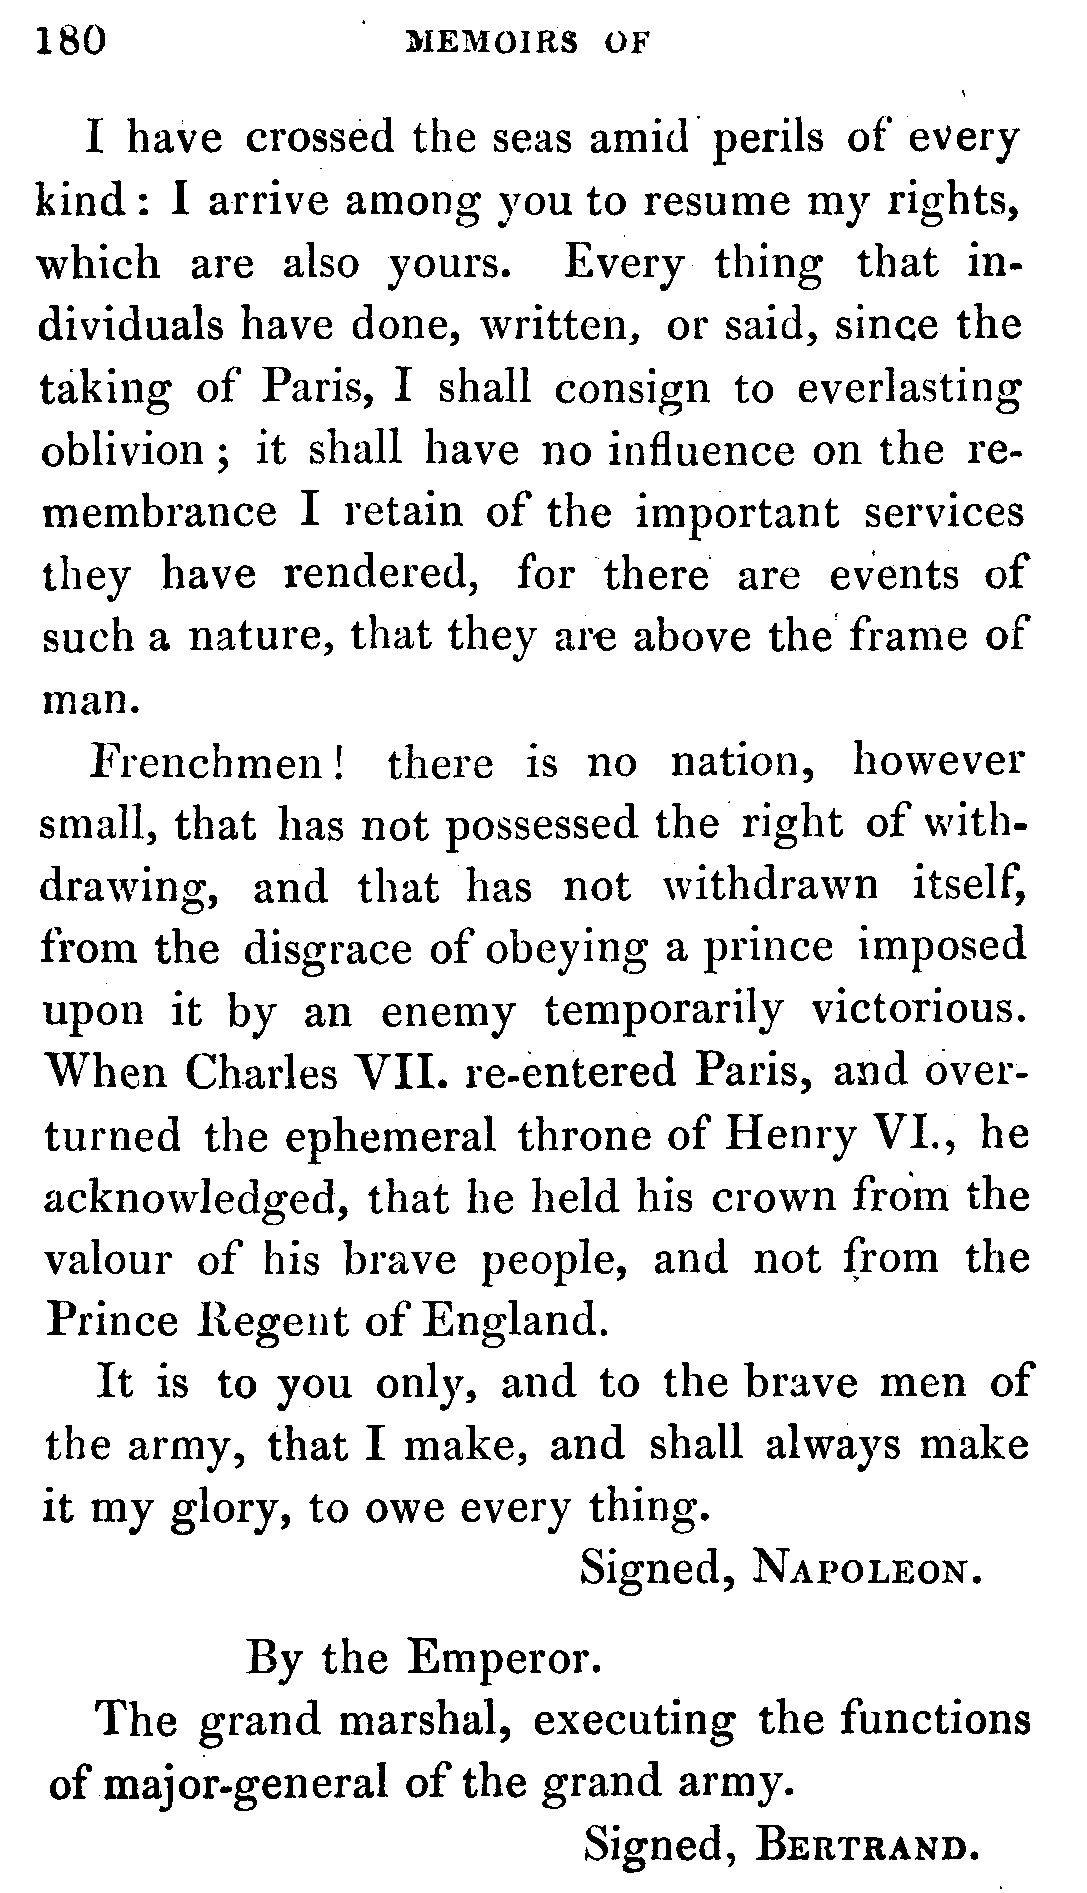 180 MEMOIRS OF
I have crossed the seas amid perils of every
kind : I arrive among you to resume my rights,
which are also yours. Every thing that in-
dividuals have done, written, or said, since the
taking of Paris, I shall consign to everlasting
oblivion ; it shall have no influence on the re-
membrance I retain of the important services
they have rendered, for there are events of
such a nature, that they are above the frame of
man.
Frenchmen ! there is no nation, however
small, that has not possessed the right of with-
drawing, and that has not withdrawn itself,
from the disgrace of obeying a prince imposed
upon it by an enemy temporarily victorious.
When Charles VII. re-entered Paris, and over-
turned the ephemeral throne of Henry VI., he
acknowledged, that he held his crown from the
valour of his brave people, and not from the
Prince Regent of England.
It is to you only, and to the brave men of
the army, that I make, and shall always make
it my glory, to owe every thing.
Signed, NAPOLEON.
By the Emperor.
The grand marshal, executing the functions
of major-general of the grand army.
Signed, BERTRAND.